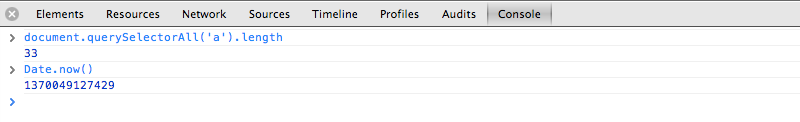 Elements Resources Network Sources Timeline Profiles Audits Console
> document.querySelectorAll('a').length
33
> Date.now()
1370049127429
>